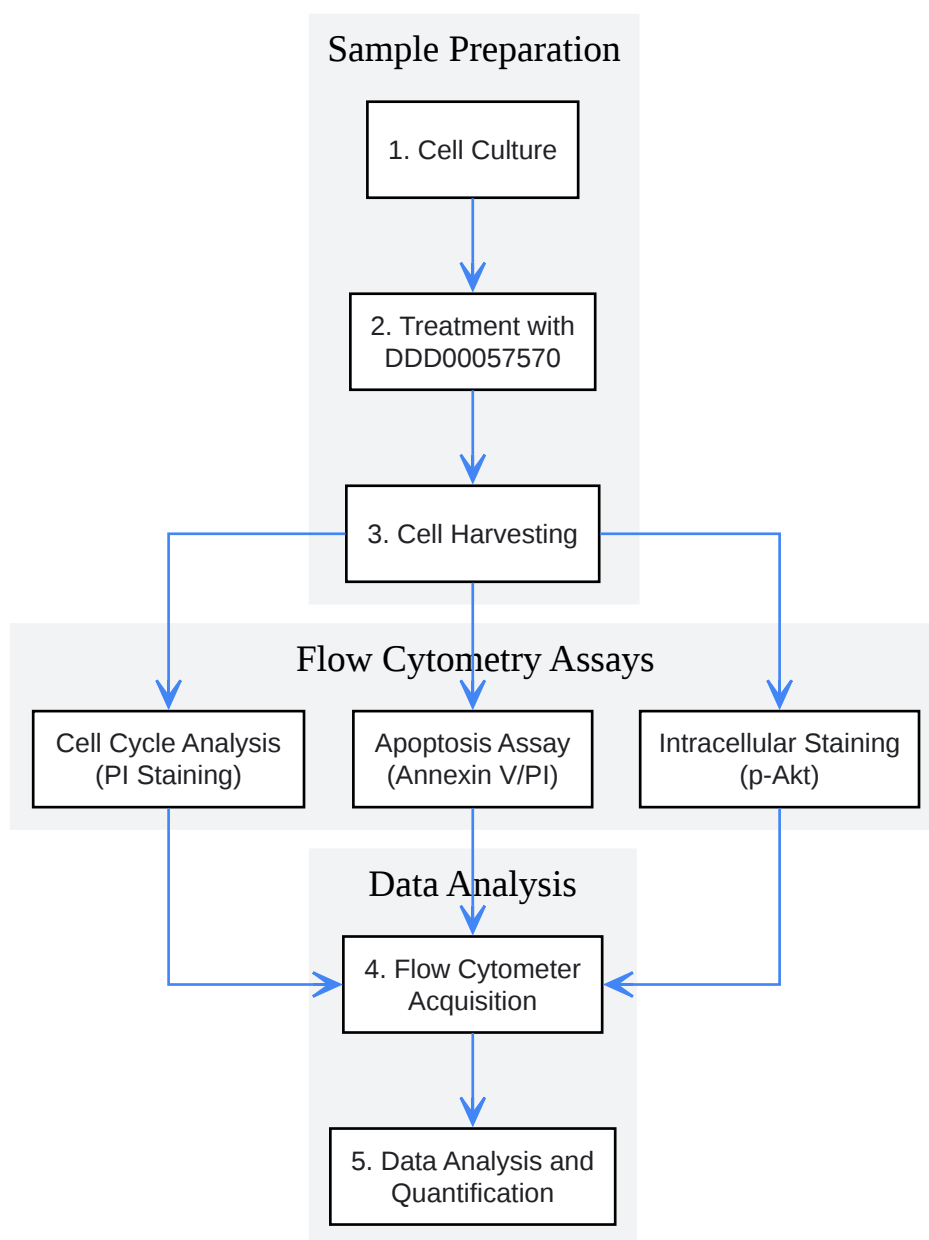 Sample Preparation
1. Cell Culture
2. Treatment with
DDD00057570
3. Cell Harvesting
Flow Cytometry Assays
Cell Cycle Analysis
(PI Staining)
Apoptosis Assay
(Annexin V/PI)
Intracellular Staining
(p-Akt)
Data Analysis
4. Flow Cytometer
Acquisition
5. Data Analysis and
Quantification